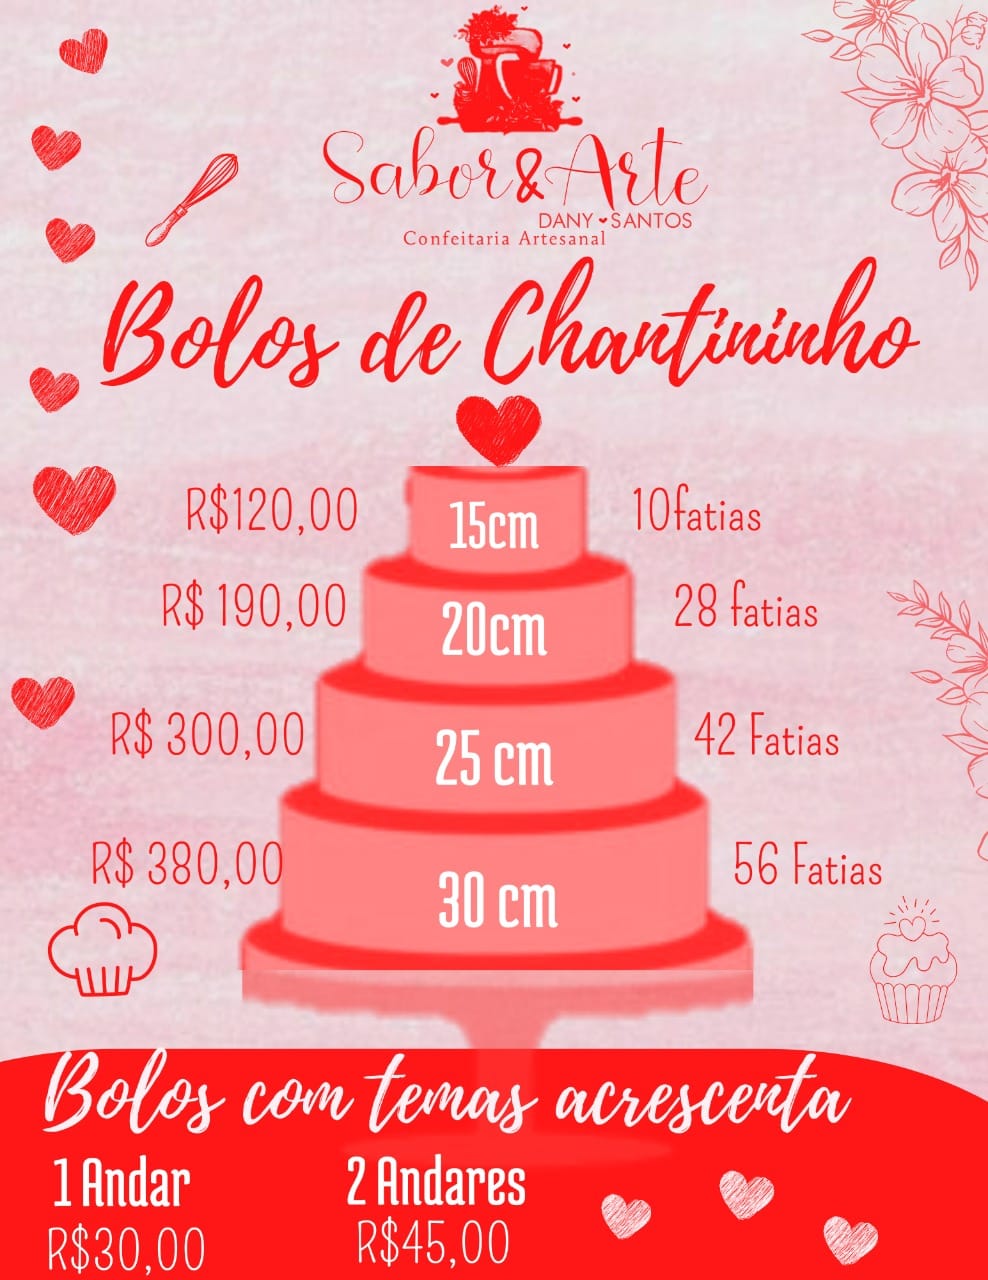 Sabor&Arte
DANY SANTOS
Confeitaria Artesanal
Bolos de Chantininho
R$120,00 15cm 10fatias
R$ 190,00 20cm 28 fatias
R$ 300,00 25 cm 42 Fatias
R$ 380,00 30 cm 56 Fatias
Bolos com temas acrescenta
1 Andar 2 Andares
R$30,00 R$45,00